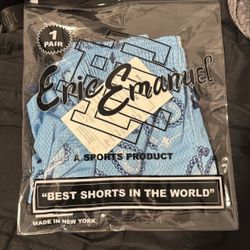 1
PAIR
Eric Emanuel
A SPORTS PRODUCT
"BEST SHORTS IN THE WORLD"
MADE IN NEW YORK